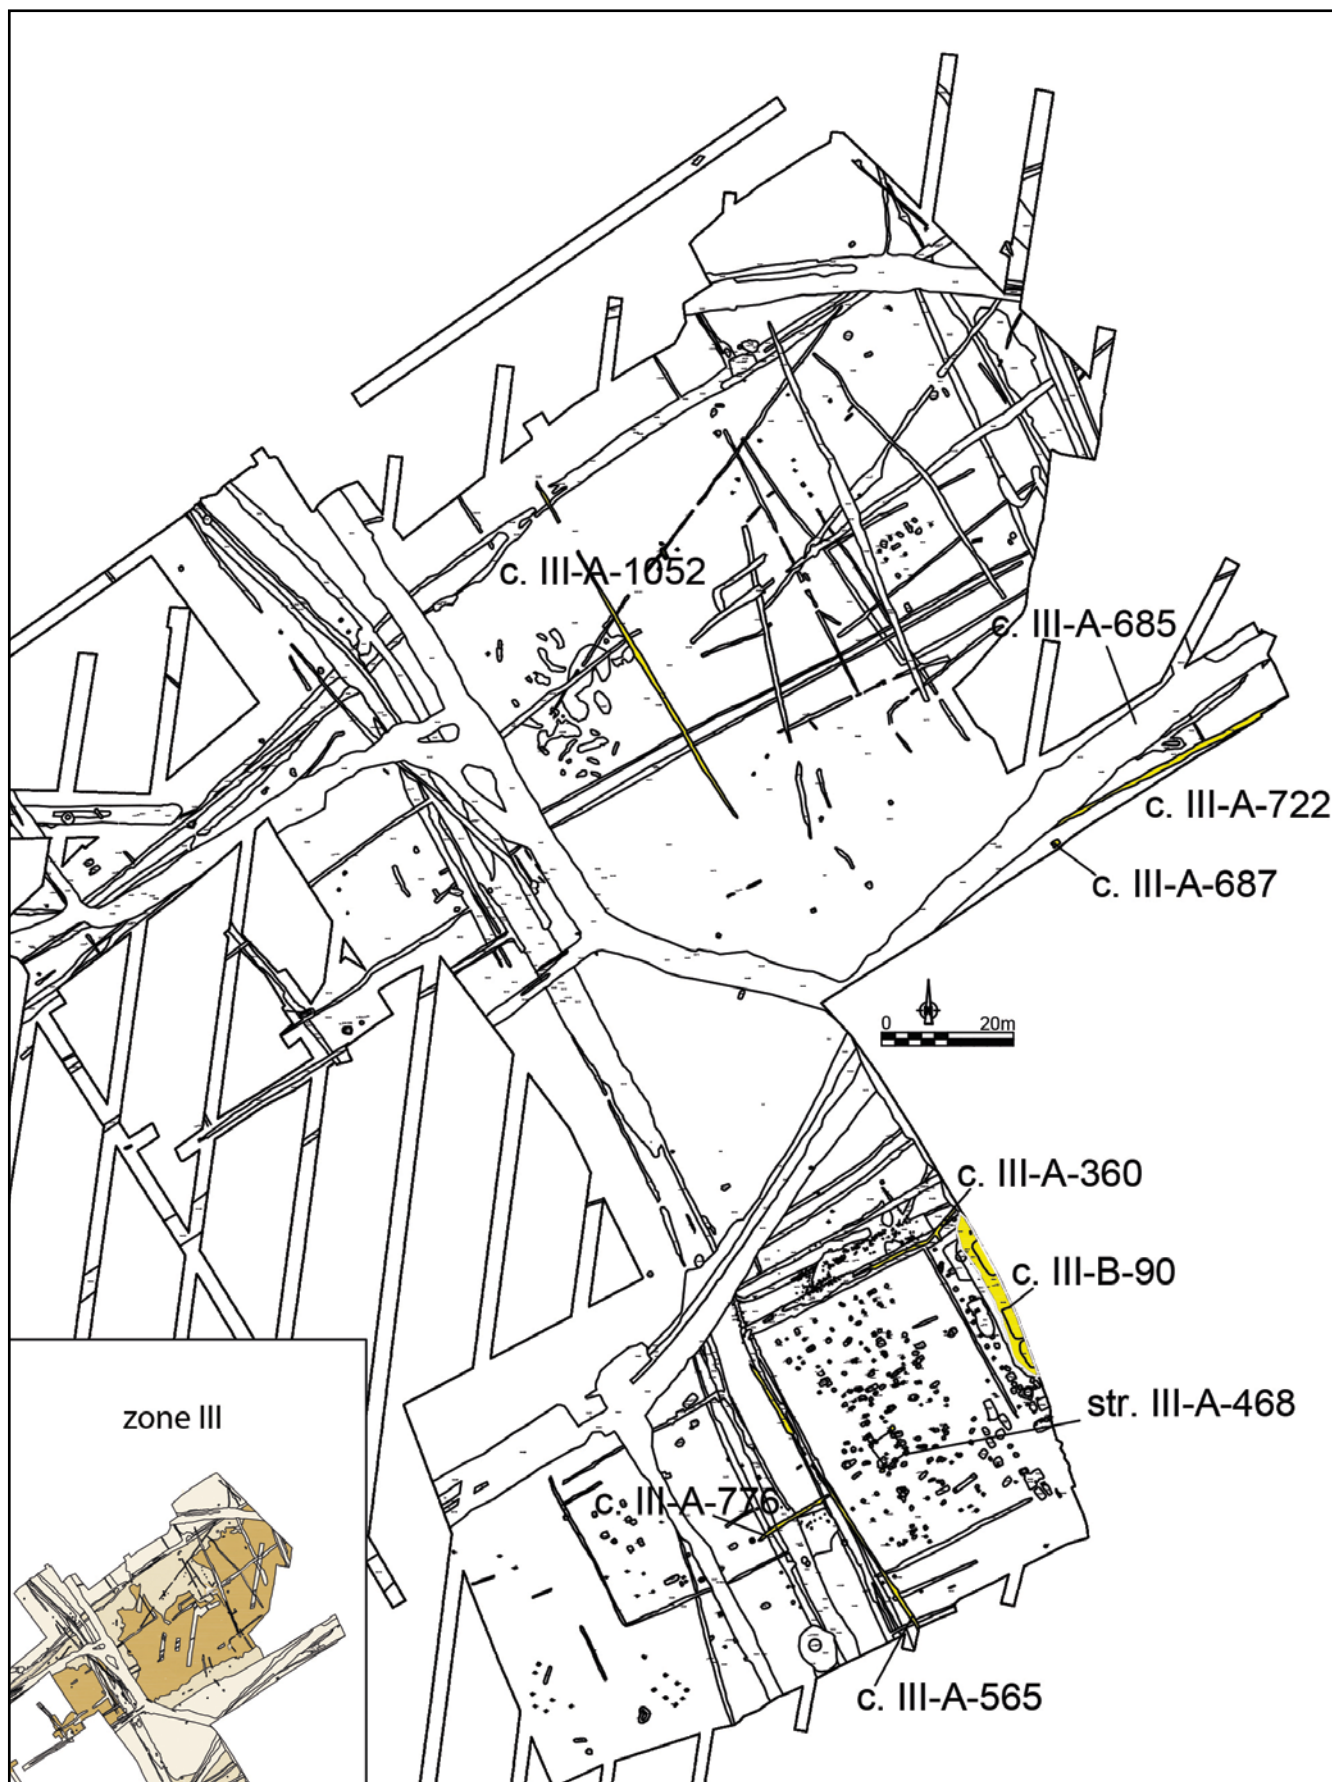 c. III-A-1052
c. III-A-685
c. III-A-722
c. III-A-687
0 20m
c. III-A-360
c. III-B-90
str. III-A-468
zone III
c. III-A-776
c. III-A-565